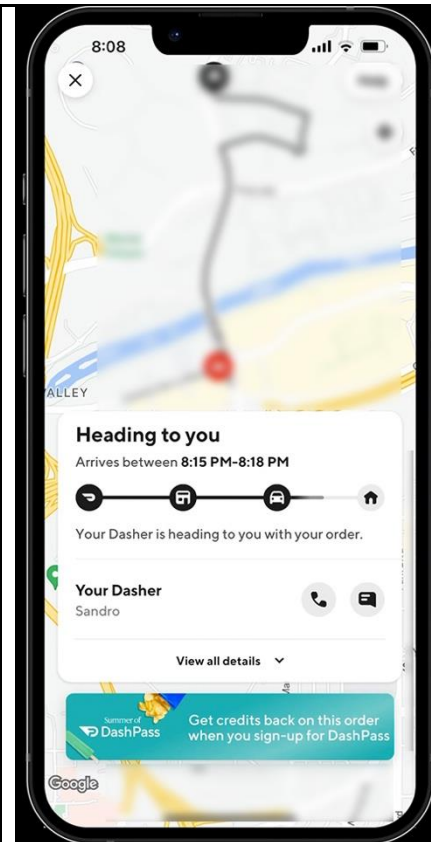 8:08
ALLEY
Heading to you
Arrives between 8:15 PM-8:18 PM
Your Dasher is heading to you with your order.
Your Dasher
Sandro
View all details
Summer of
DashPass
Get credits back on this order
when you sign-up for DashPass
Google